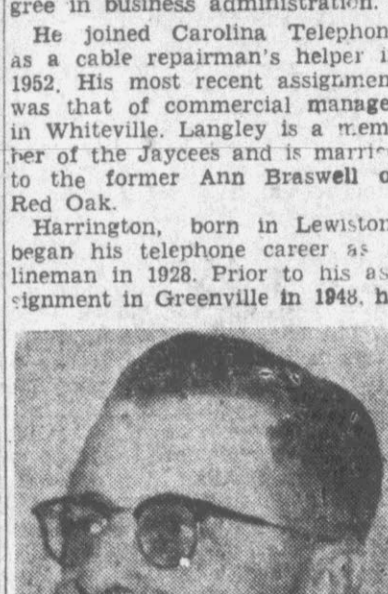 gree in business administration.
He joined Carolina Telephon
as a cable repairman's helper i
1952. His most recent assignmen
was that of commercial manage
in Whiteville. Langley is a mem
ber of the Jaycees and is marrie
to the former Ann Braswell o
Red Oak.
Harrington, born in Lewiston
began his telephone career as
lineman in 1928. Prior to his as
signment in Greenville in 1948, h